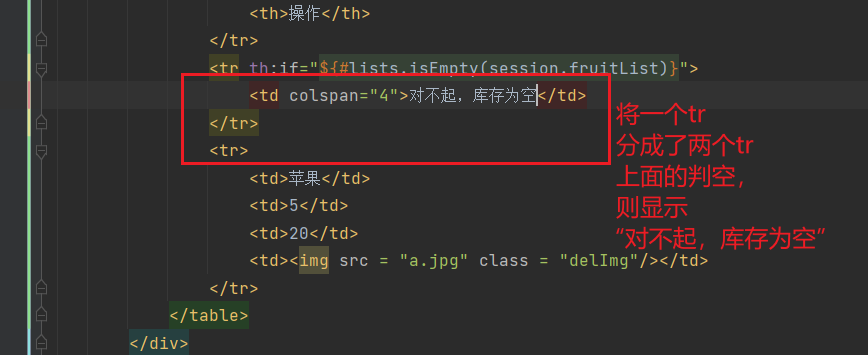 <th>操作</th>
</tr>
<tr th:if="${#lists.isEmpty(session.fruitList)}">
<td colspan="4">对不起，库存为空</td>
</tr>
<tr>
<td>苹果</td>
<td>5</td>
<td>20</td>
<td><img src = "a.jpg" class = "delImg"/></td>
</tr>
</table>
</div>
将一个tr
分成了两个tr
上面的判空，
则显示
“对不起，库存为空”